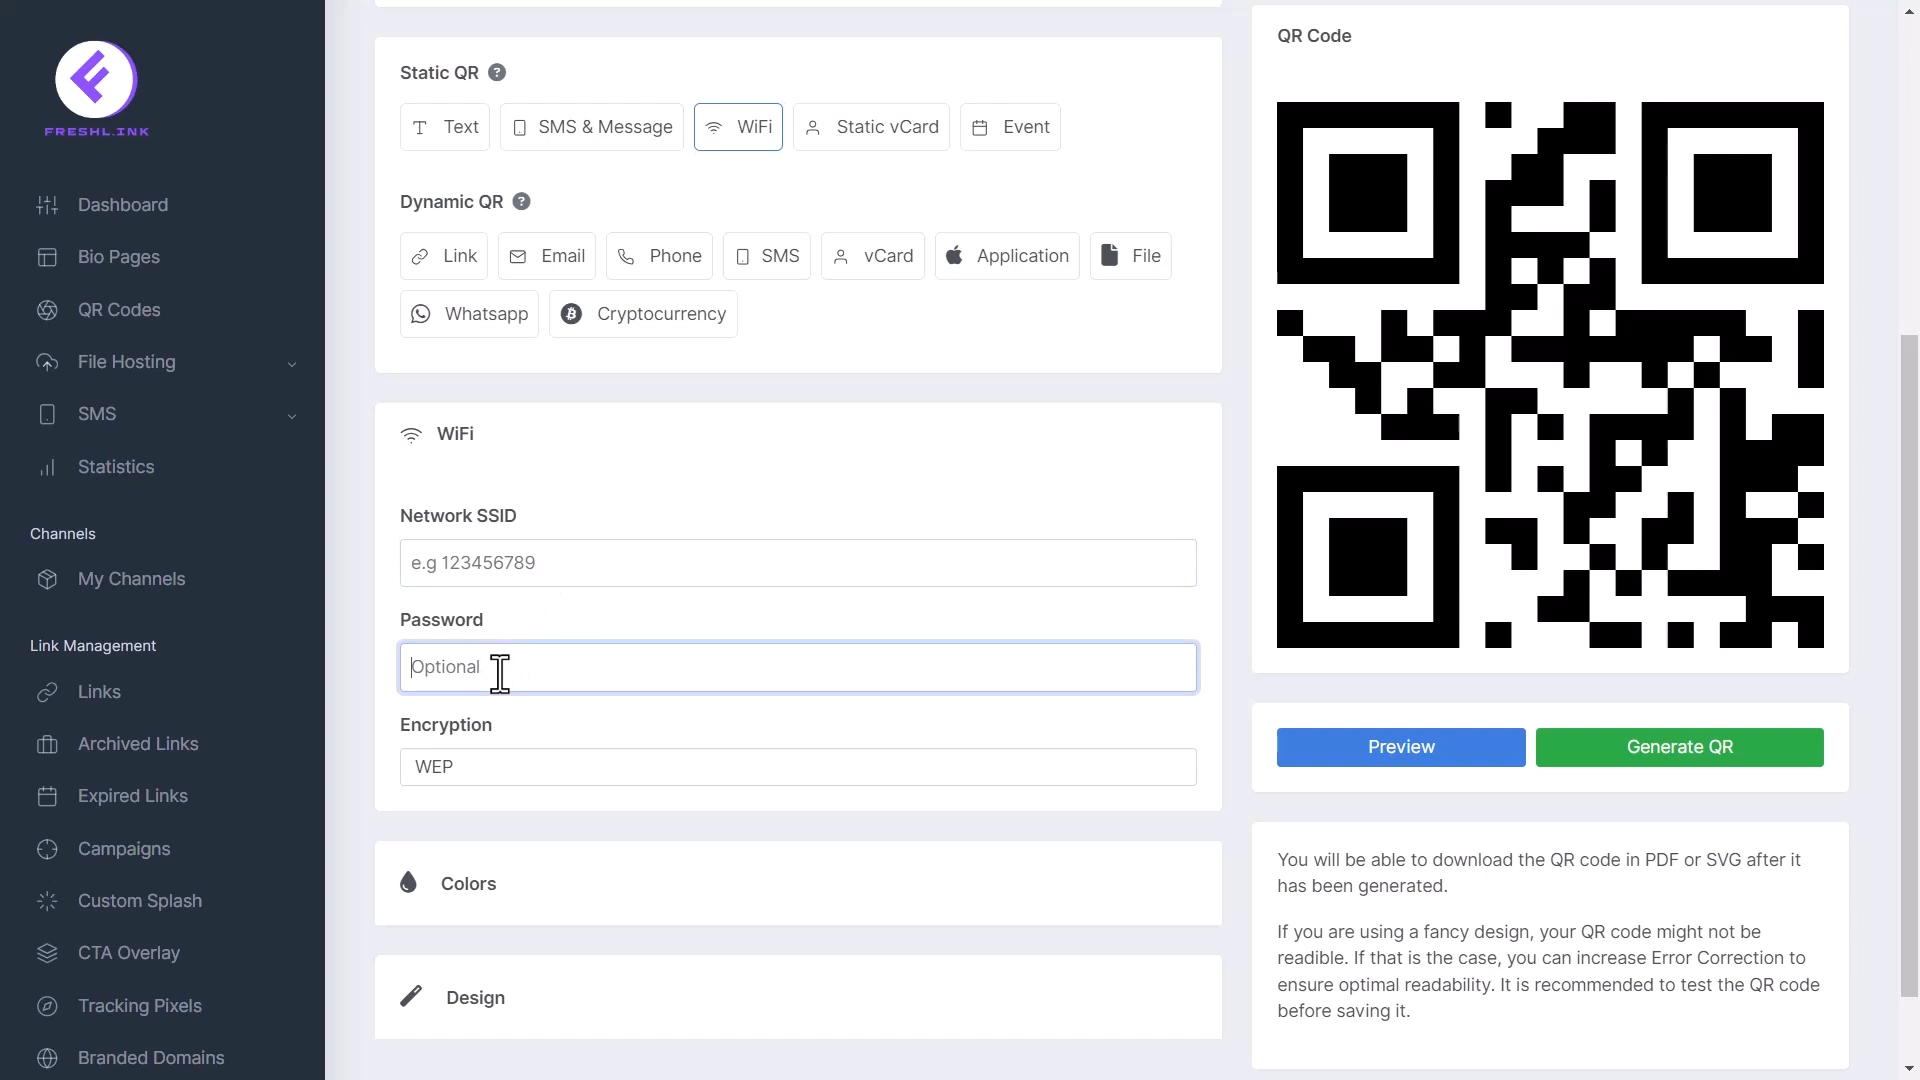 FRESHL.INK
Dashboard
Bio Pages
QR Codes
File Hosting
SMS
Statistics
Channels
My Channels
Link Management
Links
Archived Links
Expired Links
Campaigns
Custom Splash
CTA Overlay
Tracking Pixels
Branded Domains
Static QR ?
Text
SMS & Message
WiFi
Static vCard
Event
Dynamic QR ?
Link
Email
Phone
SMS
vCard
Application
File
Whatsapp
Cryptocurrency
WiFi
Network SSID
e.g 123456789
Password
Optional
Encryption
WEP
Colors
Design
QR Code
Preview
Generate QR
You will be able to download the QR code in PDF or SVG after it
has been generated.
If you are using a fancy design, your QR code might not be
readible. If that is the case, you can increase Error Correction to
ensure optimal readability. It is recommended to test the QR code
before saving it.